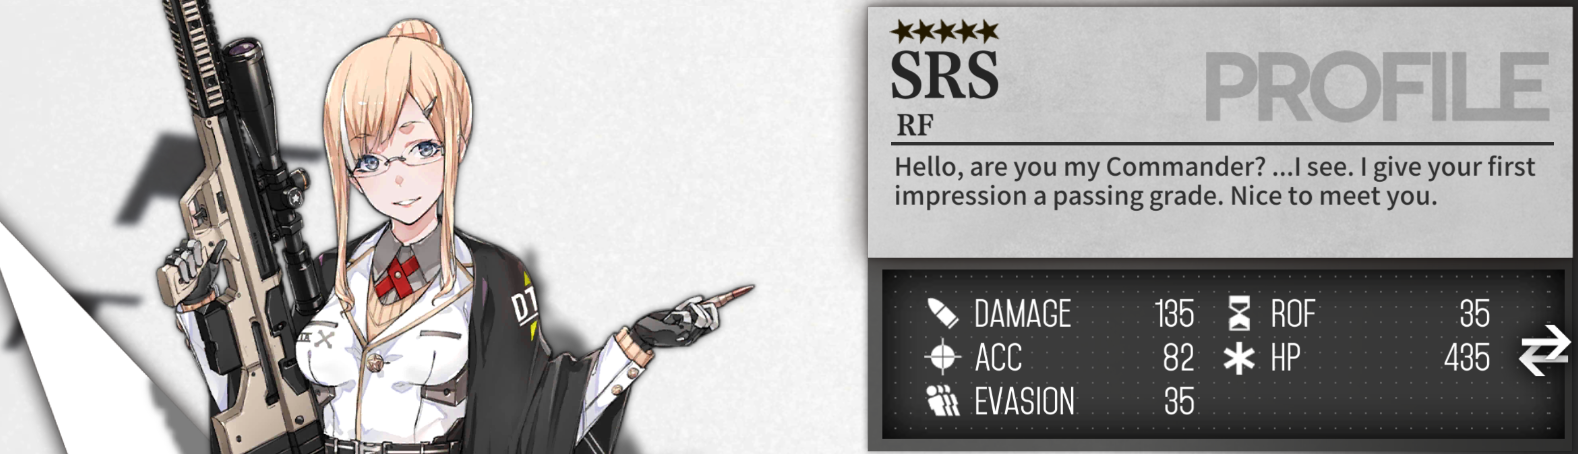 SRS
PROFILE
RF
Hello, are you my Commander? ...I see. I give your first
impression a passing grade. Nice to meet you.
DT
DAMAGE 135 ROF 35
ACC 82 HP 435
EVASION 35